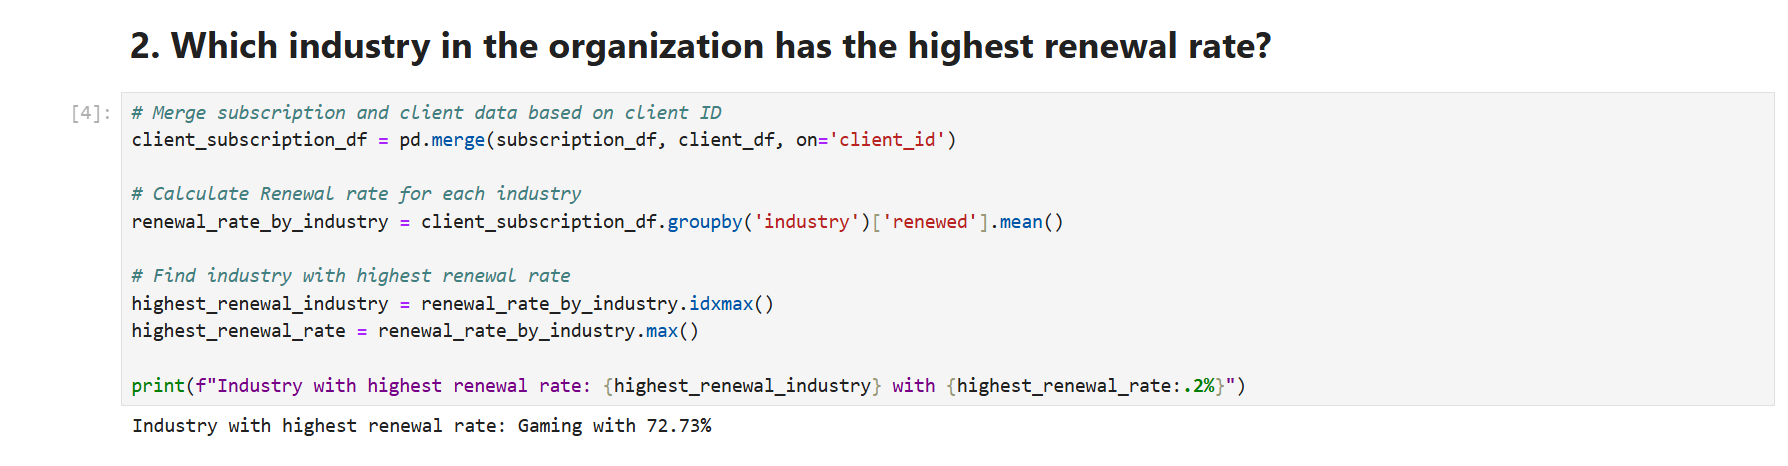 2. Which industry in the organization has the highest renewal rate?
[4]:
# Merge subscription and client data based on client ID
client_subscription_df = pd.merge(subscription_df, client_df, on='client_id')
# Calculate Renewal rate for each industry
renewal_rate_by_industry = client_subscription_df.groupby('industry')['renewed'].mean()
# Find industry with highest renewal rate
highest_renewal_industry = renewal_rate_by_industry.idxmax()
highest_renewal_rate = renewal_rate_by_industry.max()
print(f"Industry with highest renewal rate: {highest_renewal_industry} with {highest_renewal_rate:.2%}")
Industry with highest renewal rate: Gaming with 72.73%